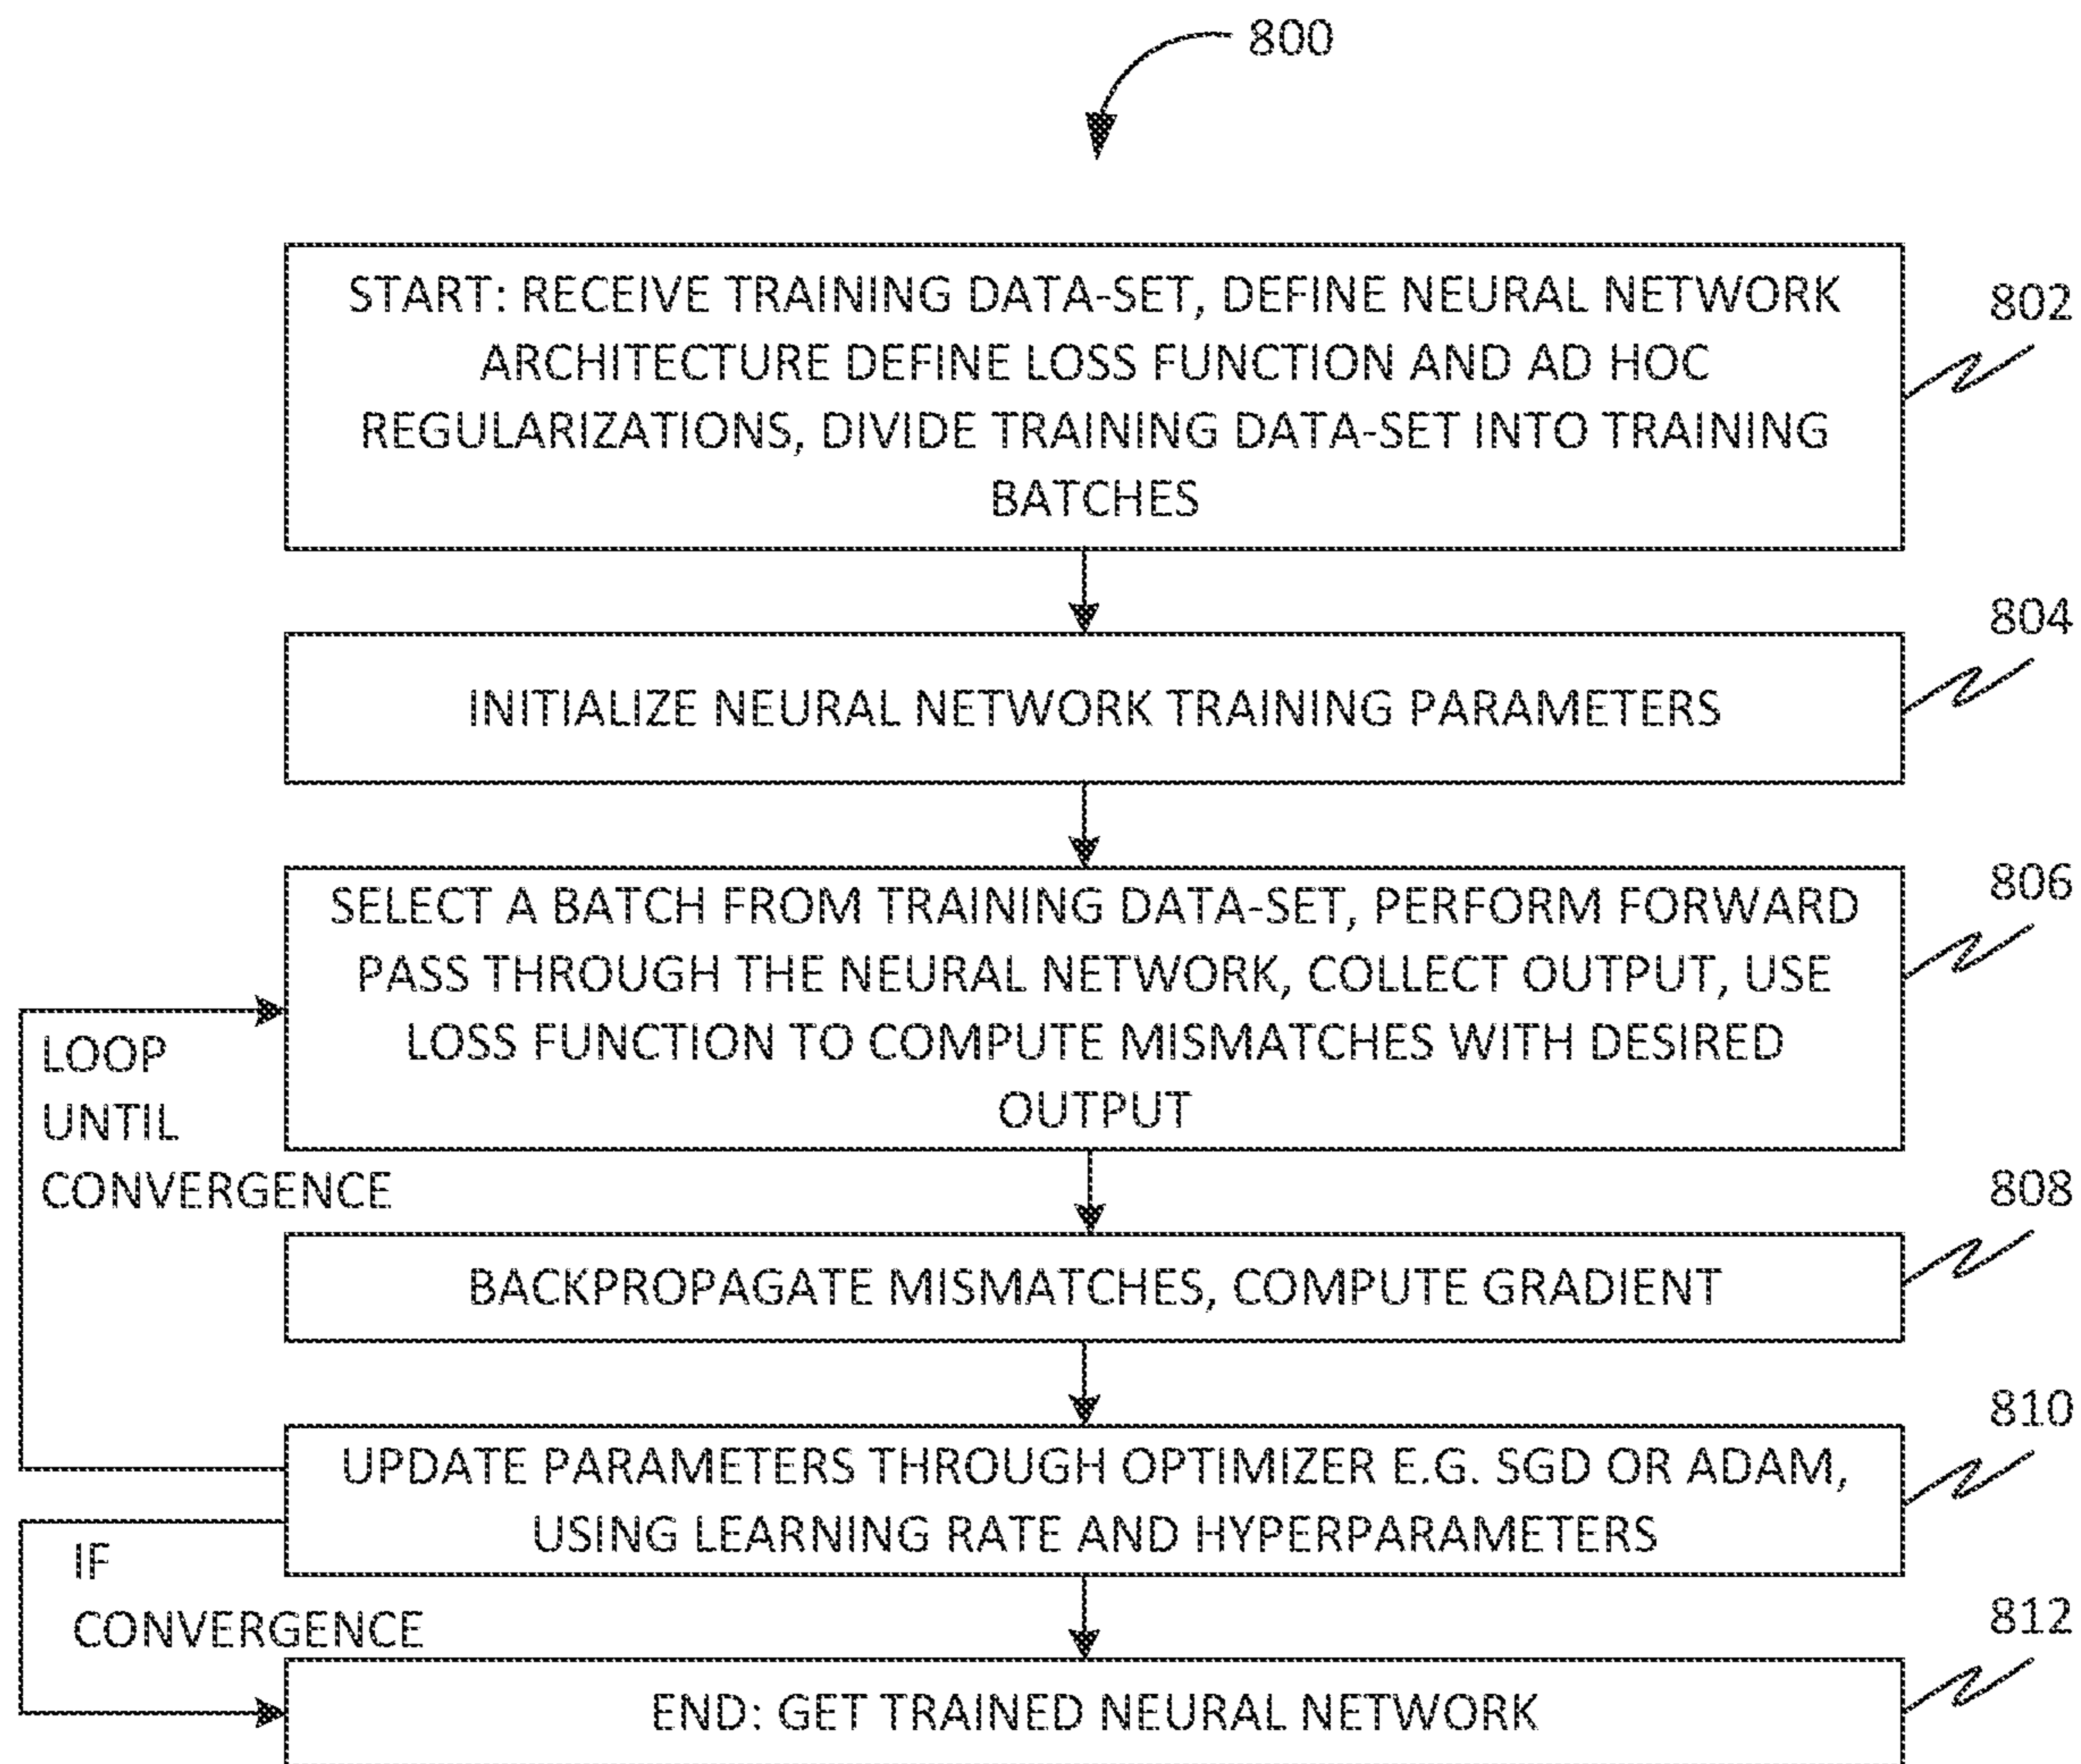 800
START: RECEIVE TRAINING DATA-SET, DEFINE NEURAL NETWORK
ARCHITECTURE DEFINE LOSS FUNCTION AND AD HOC
REGULARIZATIONS, DIVIDE TRAINING DATA-SET INTO TRAINING
BATCHES
802
INITIALIZE NEURAL NETWORK TRAINING PARAMETERS
804
SELECT A BATCH FROM TRAINING DATA-SET, PERFORM FORWARD
PASS THROUGH THE NEURAL NETWORK, COLLECT OUTPUT, USE
LOSS FUNCTION TO COMPUTE MISMATCHES WITH DESIRED
OUTPUT
806
LOOP
UNTIL
CONVERGENCE
BACKPROPAGATE MISMATCHES, COMPUTE GRADIENT
808
UPDATE PARAMETERS THROUGH OPTIMIZER E.G. SGD OR ADAM,
USING LEARNING RATE AND HYPERPARAMETERS
810
IF
CONVERGENCE
END: GET TRAINED NEURAL NETWORK
812